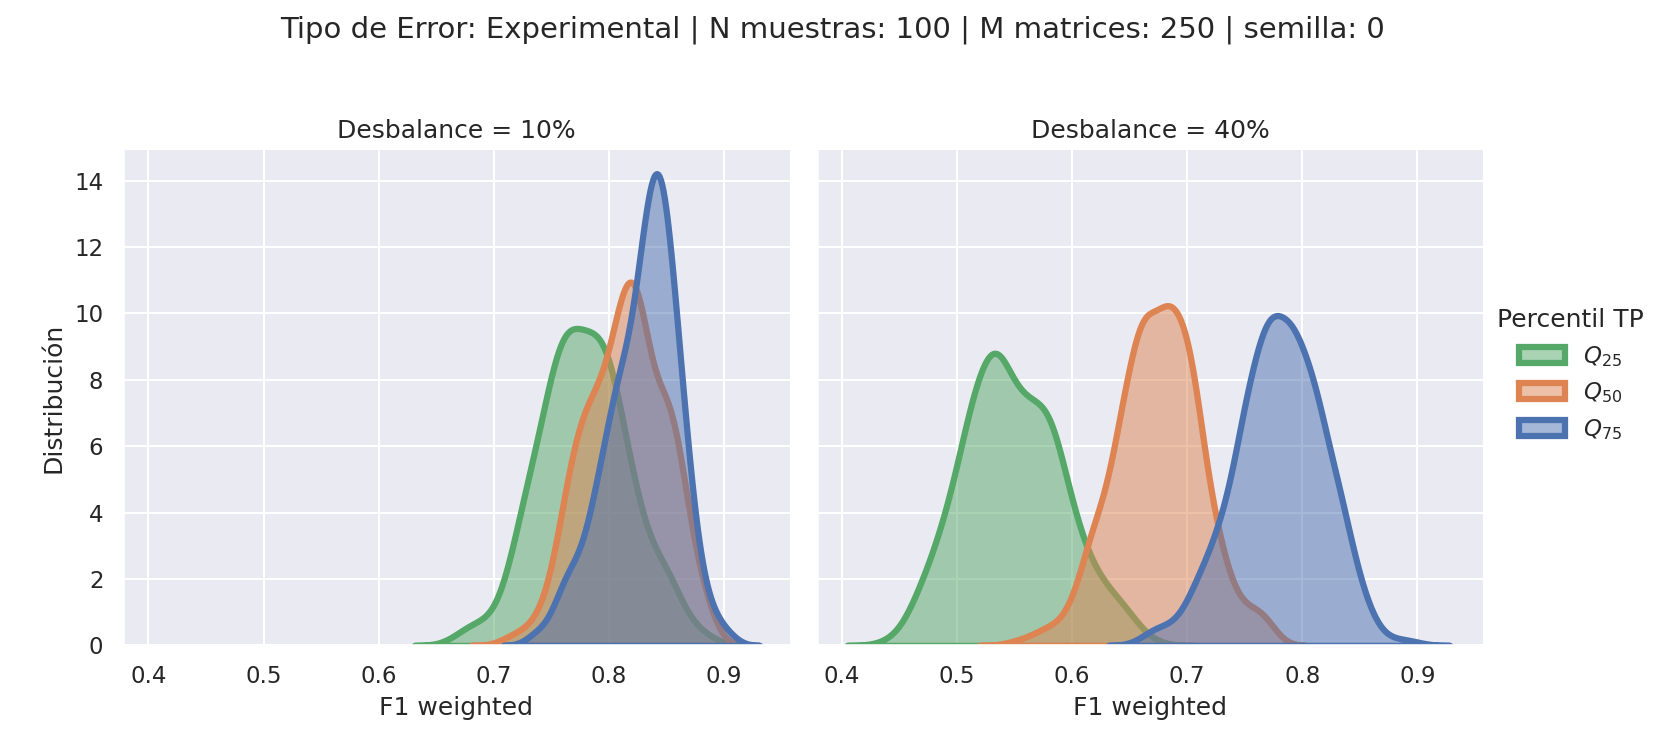 Tipo de Error: Experimental | N muestras: 100 | M matrices: 250 | semilla: 0
Desbalance = 10%
Desbalance = 40%
Distribución
14
12
10
8
6
4
2
0
0.4 0.5 0.6 0.7 0.8 0.9
0.4 0.5 0.6 0.7 0.8 0.9
F1 weighted
F1 weighted
Percentil TP
Q25
Q50
Q75